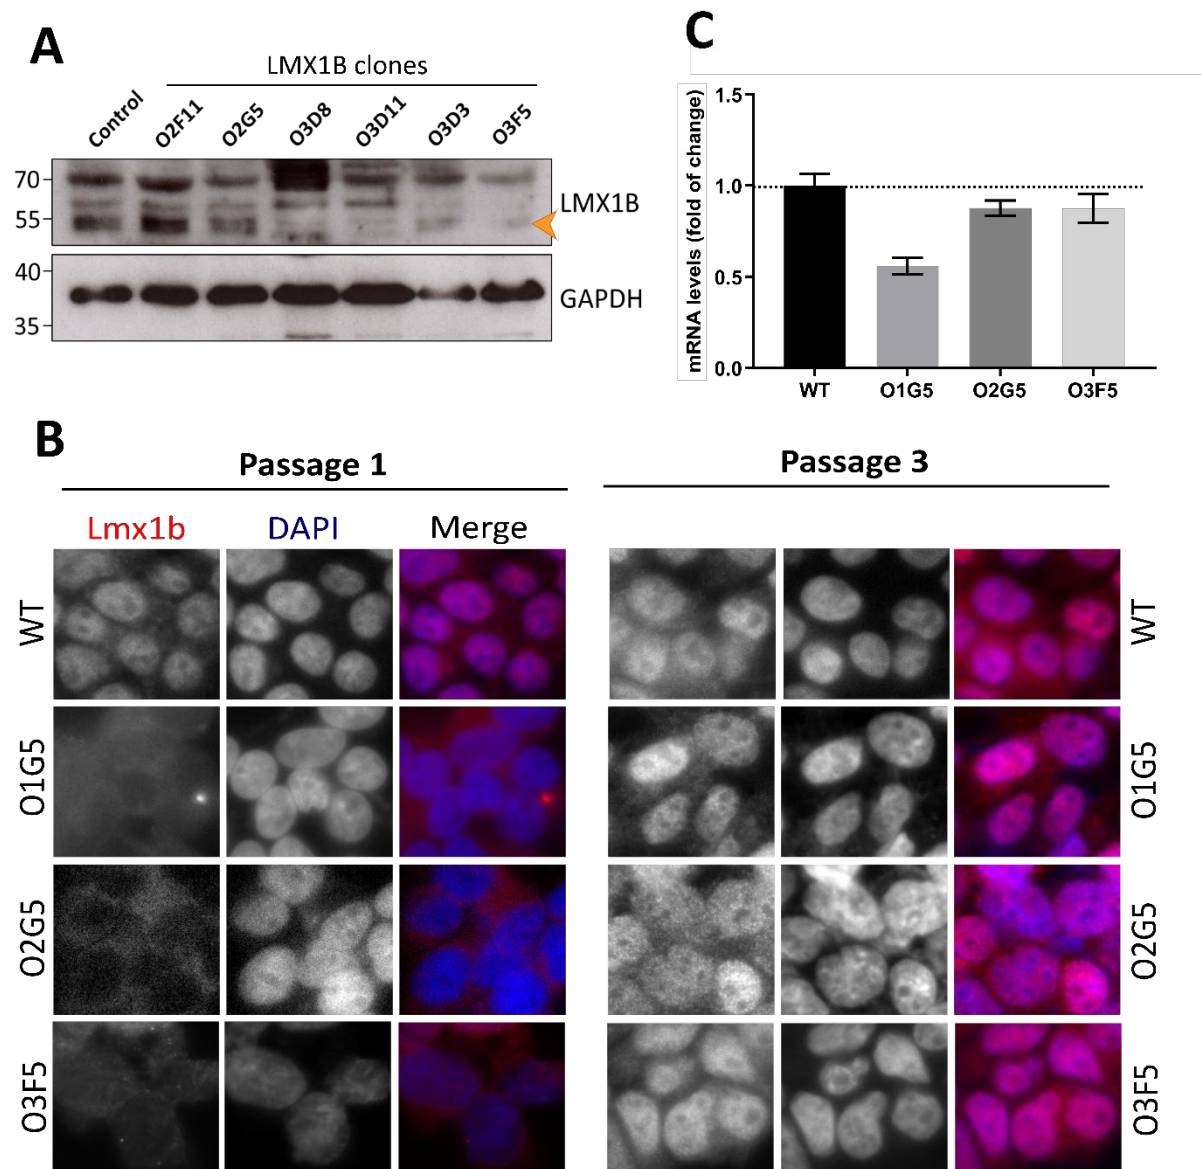 A
LMX1B clones
Control O2F11 O2G5 O3D8 O3D11 O3D3 O3F5
70
55
LMX1B
40
35
GAPDH
C
mRNA levels (fold of change)
1.5
1.0
0.5
0.0
WT O1G5 O2G5 O3F5
B
Passage 1 Passage 3
Lmx1b DAPI Merge
WT WT
O1G5 O1G5
O2G5 O2G5
O3F5 O3F5